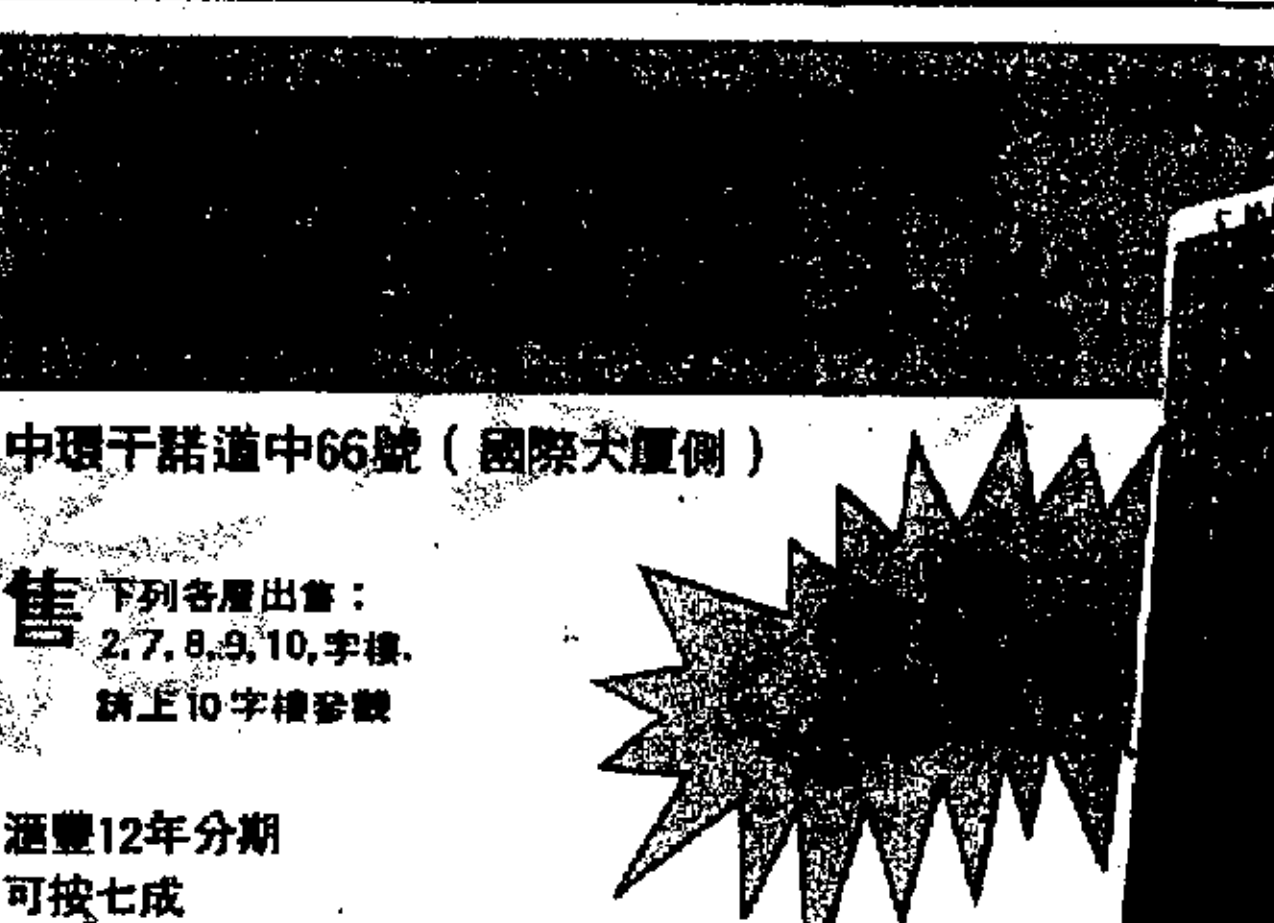 中環干諾道中66號（國際大厦側）
售 下列各層出售：
2,7,8,9,10,字樓.
請上10字樓參觀
滙豐12年分期
可按七成